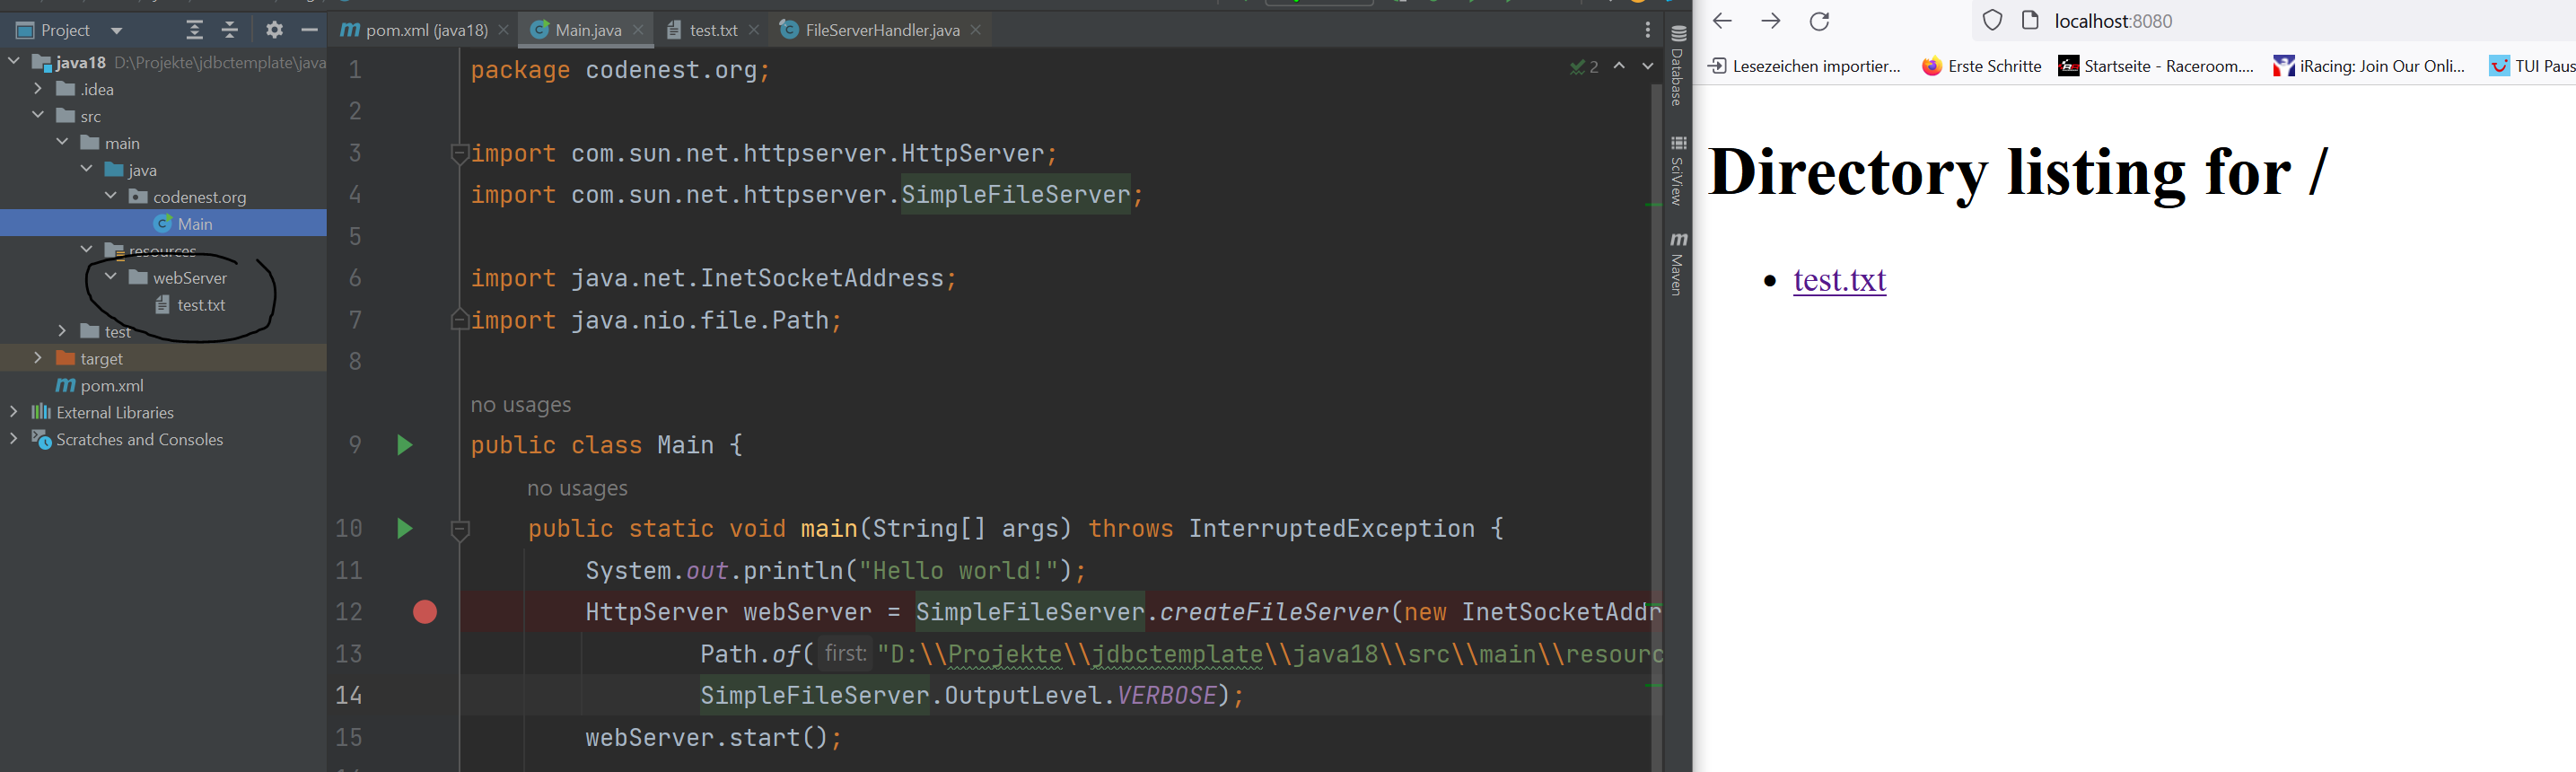 Project
java18 D:\Projekte\jdbctemplate\java
.idea
src
main
java
codenest.org
Main
resources
webServer
test.txt
test
target
pom.xml
External Libraries
Scratches and Consoles
pom.xml (java18)
Main.java
test.txt
FileServerHandler.java
2
1 package codenest.org;
2
3 import com.sun.net.httpserver.HttpServer;
4 import com.sun.net.httpserver.SimpleFileServer;
5
6 import java.net.InetSocketAddress;
7 import java.nio.file.Path;
8
no usages
9 public class Main {
no usages
10 public static void main(String[] args) throws InterruptedException {
11 System.out.println("Hello world!");
12 HttpServer webServer = SimpleFileServer.createFileServer(new InetSocketAddr
13 Path.of( first: "D:\\Projekte\\jdbctemplate\\java18\\src\\main\\resourc
14 SimpleFileServer.OutputLevel.VERBOSE);
15 webServer.start();
Database
SciView
Maven
localhost:8080
Lesezeichen importier...
Erste Schritte
Startseite - Raceroom....
iRacing: Join Our Onli...
TUI Paus
Directory listing for /
• test.txt